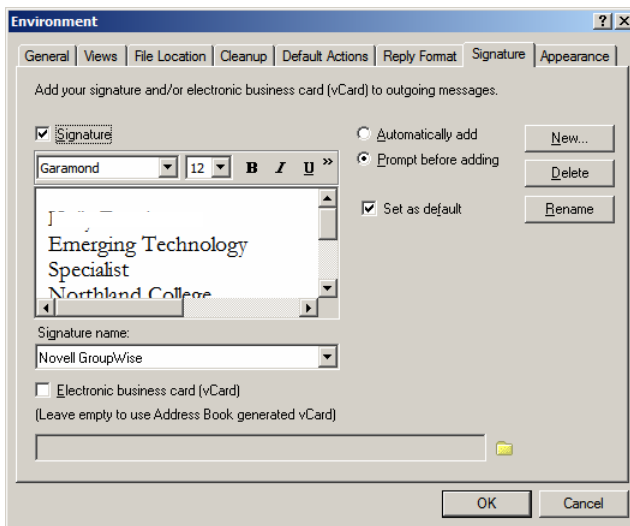 Environment
General Views File Location Cleanup Default Actions Reply Format Signature Appearance
Add your signature and/or electronic business card (vCard) to outgoing messages.
Signature
Automatically add
New...
Garamond 12 B I U »
Prompt before adding
Delete
Set as default
Rename
Emerging Technology
Specialist
Northland College
Signature name:
Novell GroupWise
Electronic business card (vCard)
(Leave empty to use Address Book generated vCard)
OK Cancel